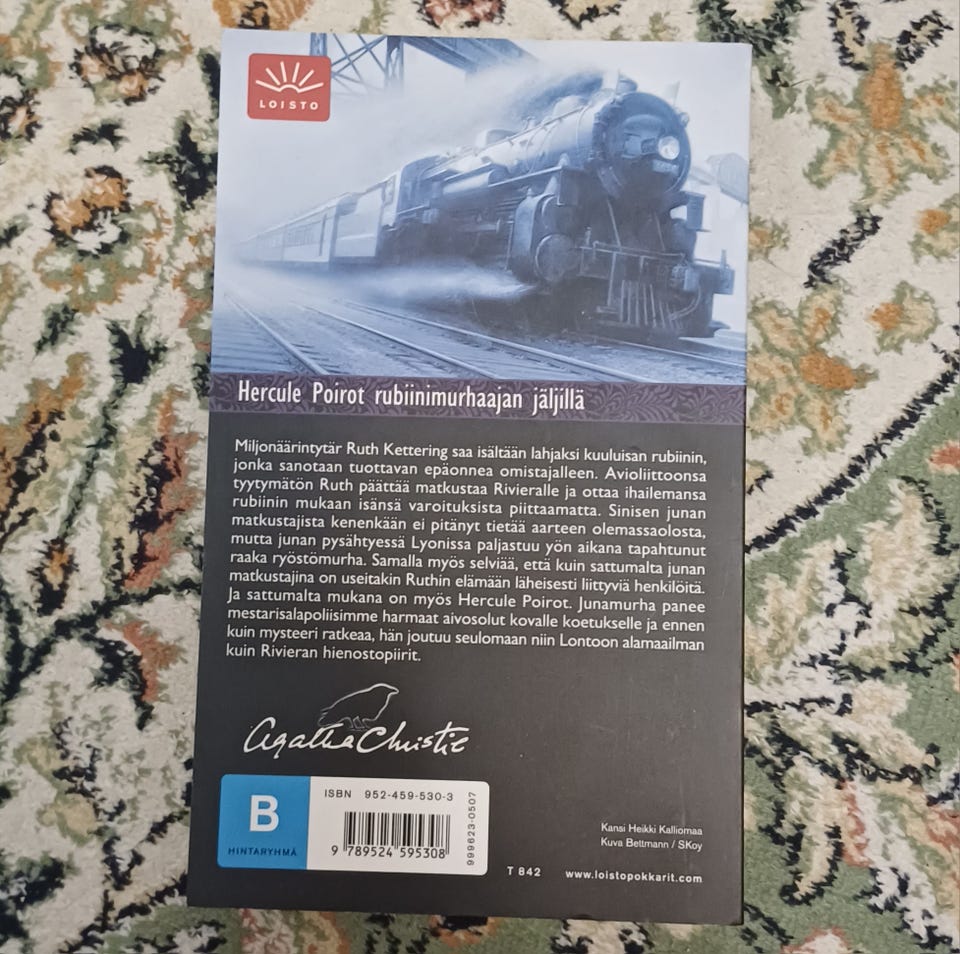 LOISTO
Hercule Poirot rubiinimurhaajan jäljillä
Miljonäärintytär Ruth Kettering saa isältään lahjaksi kuuluisan rubiinin,
jonka sanotaan tuottavan epäonnea omistajalleen. Avioliittoonsa
tyytymätön Ruth päättää matkustaa Rivieralle ja ottaa ihailemansa
rubiinin mukaan isänsä varoituksista piittaamatta. Sinisen junan
matkustajista kenenkään ei pitänyt tietää aarteen olemassaolosta,
mutta junan pysähtyessä Lyonissa paljastuu yön aikana tapahtunut
raaka ryöstömurha. Samalla myös selviää, että kuin sattumalta junan
matkustajina on useitakin Ruthin elämään läheisesti liittyviä henkilöitä.
Ja sattumalta mukana on myös Hercule Poirot. Junamurha panee
mestarisalapoliisimme harmaat aivosolut kovalle koetukselle ja ennen
kuin mysteeri ratkeaa, hän joutuu seulomaan niin Lontoon alamaailman
kuin Rivieran hienostopiirit.
Agatha Christie
B
HINTARYHMÄ
ISBN 952-459-530-3
9 789524 595308
999623-0507
Kansi Heikki Kalliomaa
Kuva Bettmann / SKoy
T 842 www.loistopokkarit.com